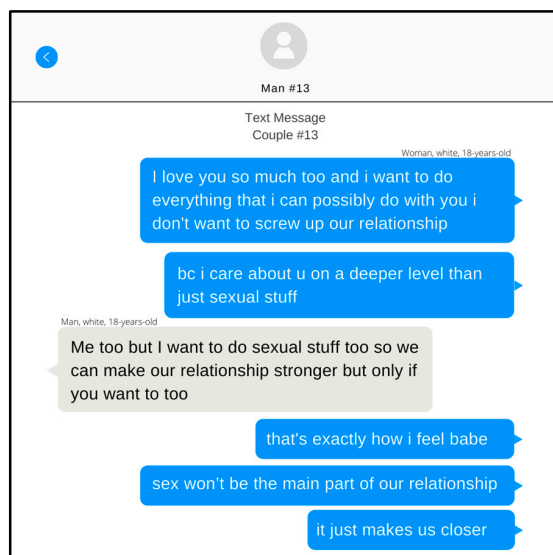 Man #13
Text Message
Couple #13
Woman, white, 18-years-old
I love you so much too and i want to do
everything that i can possibly do with you i
don't want to screw up our relationship
bc i care about u on a deeper level than
just sexual stuff
Man, white, 18-years-old
Me too but I want to do sexual stuff too so we
can make our relationship stronger but only if
you want to too
that's exactly how i feel babe
sex won't be the main part of our relationship
it just makes us closer